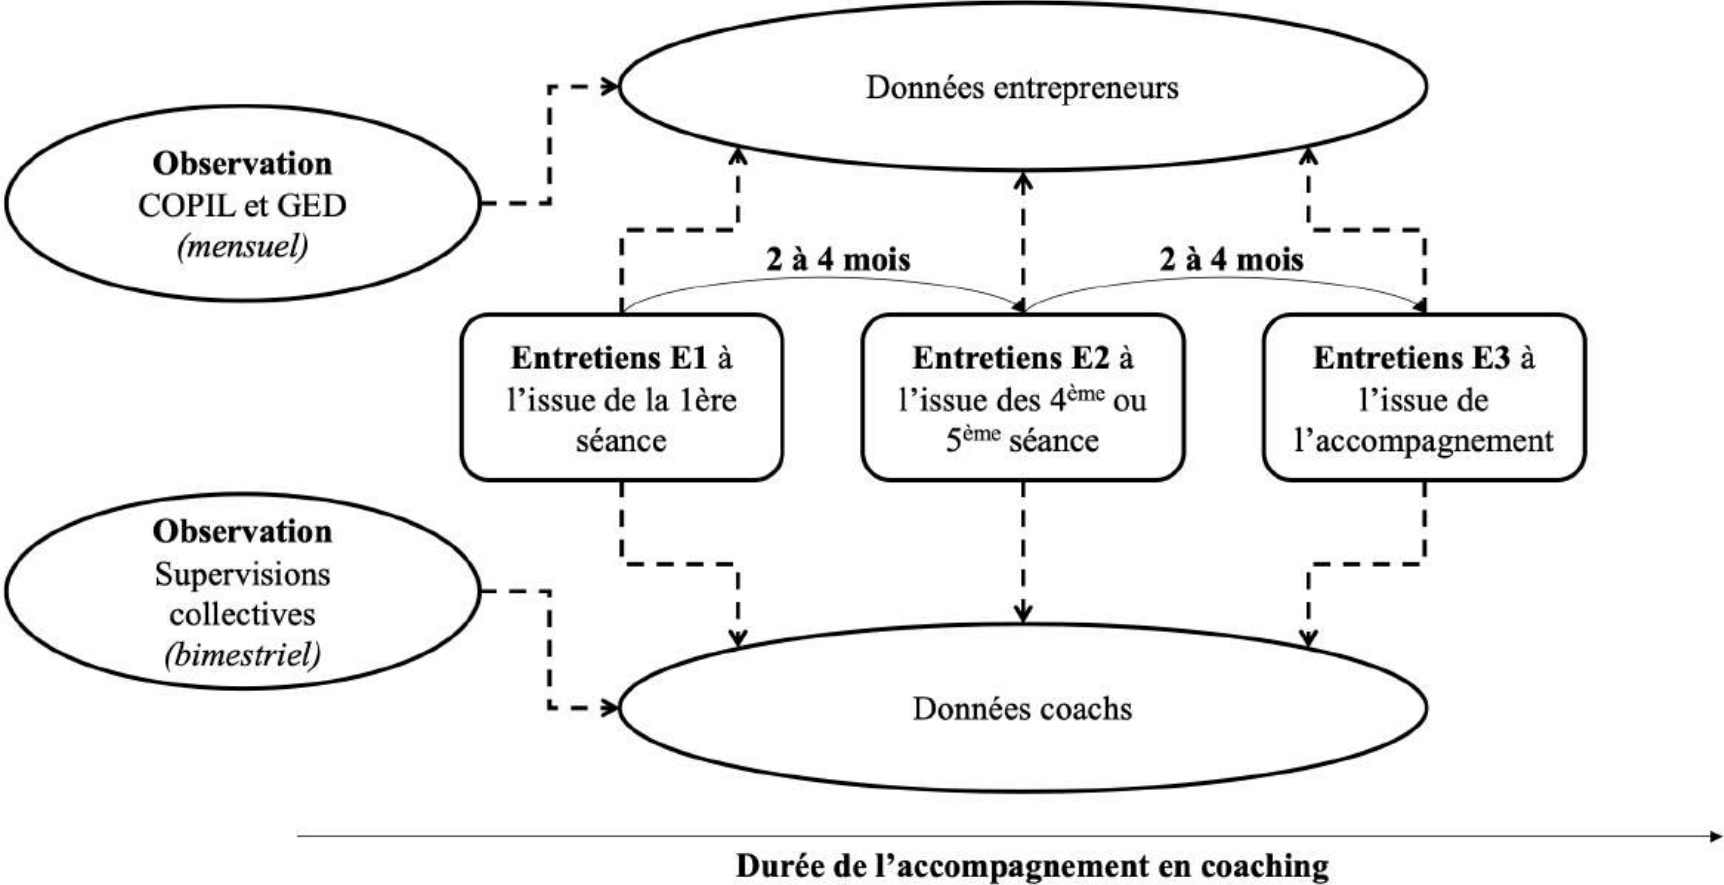 Données entrepreneurs
Observation
COPIL et GED
(mensuel)
2 à 4 mois
2 à 4 mois
Entretiens E1 à
l’issue de la 1ère
séance
Entretiens E2 à
l’issue des 4ème ou
5ème séance
Entretiens E3 à
l’issue de
l’accompagnement
Observation
Supervisions
collectives
(bimestriel)
Données coachs
Durée de l’accompagnement en coaching